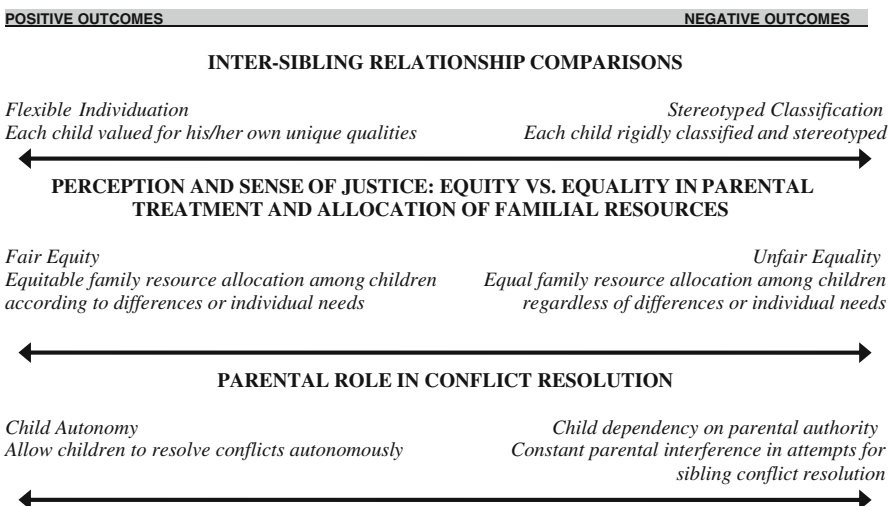 POSITIVE OUTCOMES NEGATIVE OUTCOMES
INTER-SIBLING RELATIONSHIP COMPARISONS
Flexible Individuation Stereotyped Classification
Each child valued for his/her own unique qualities Each child rigidly classified and stereotyped
PERCEPTION AND SENSE OF JUSTICE: EQUITY VS. EQUALITY IN PARENTAL
TREATMENT AND ALLOCATION OF FAMILIAL RESOURCES
Fair Equity Unfair Equality
Equitable family resource allocation among children Equal family resource allocation among children
according to differences or individual needs regardless of differences or individual needs
PARENTAL ROLE IN CONFLICT RESOLUTION
Child Autonomy Child dependency on parental authority
Allow children to resolve conflicts autonomously Constant parental interference in attempts for
sibling conflict resolution